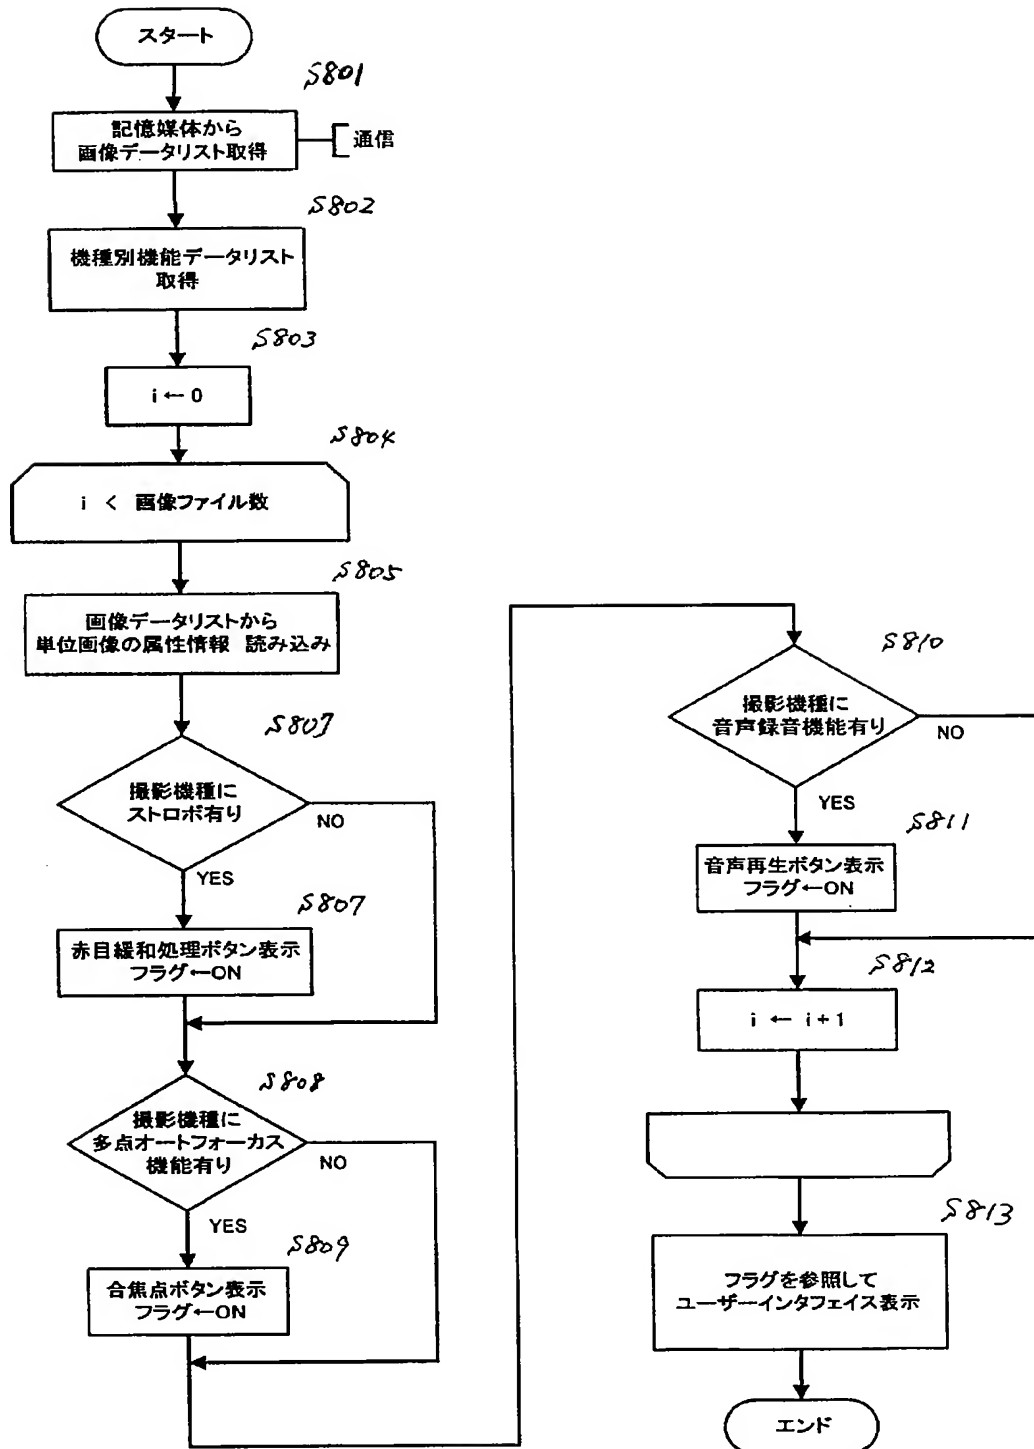 スタート
S801
記憶媒体から
画像データリスト取得
通信
S802
機種別機能データリスト
取得
S803
i ← 0
S804
i < 画像ファイル数
S805
画像データリストから
単位画像の属性情報 読み込み
S807
撮影機種に
ストロボ有り
NO
YES
S807
赤目緩和処理ボタン表示
フラグ←ON
S808
撮影機種に
多点オートフォーカス
機能有り
NO
YES
S809
合焦点ボタン表示
フラグ←ON
S810
撮影機種に
音声録音機能有り
NO
YES
S811
音声再生ボタン表示
フラグ←ON
S812
i ← i+1
S813
フラグを参照して
ユーザーインタフェイス表示
エンド